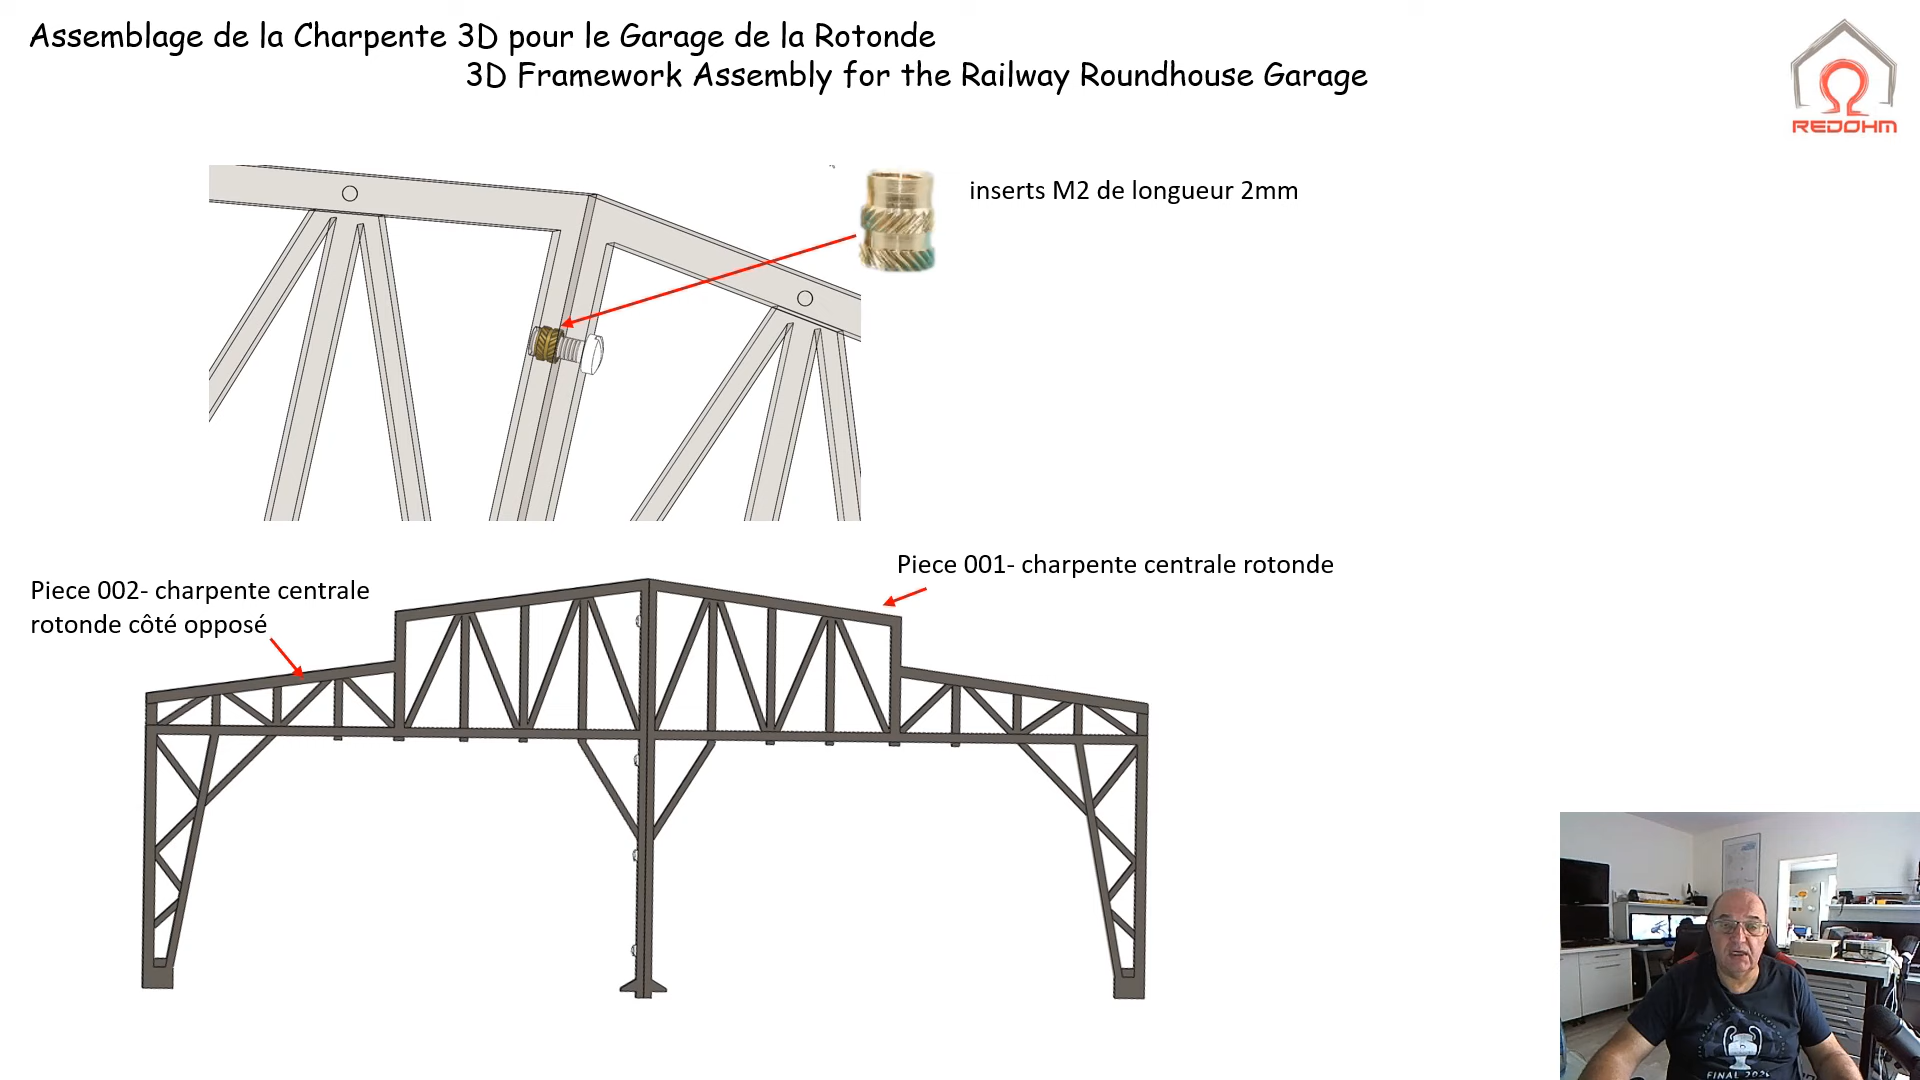 Assemblage de la Charpente 3D pour le Garage de la Rotonde
3D Framework Assembly for the Railway Roundhouse Garage
REDOHM
inserts M2 de longueur 2mm
Piece 001- charpente centrale rotonde
Piece 002- charpente centrale
rotonde côté opposé
FINAL